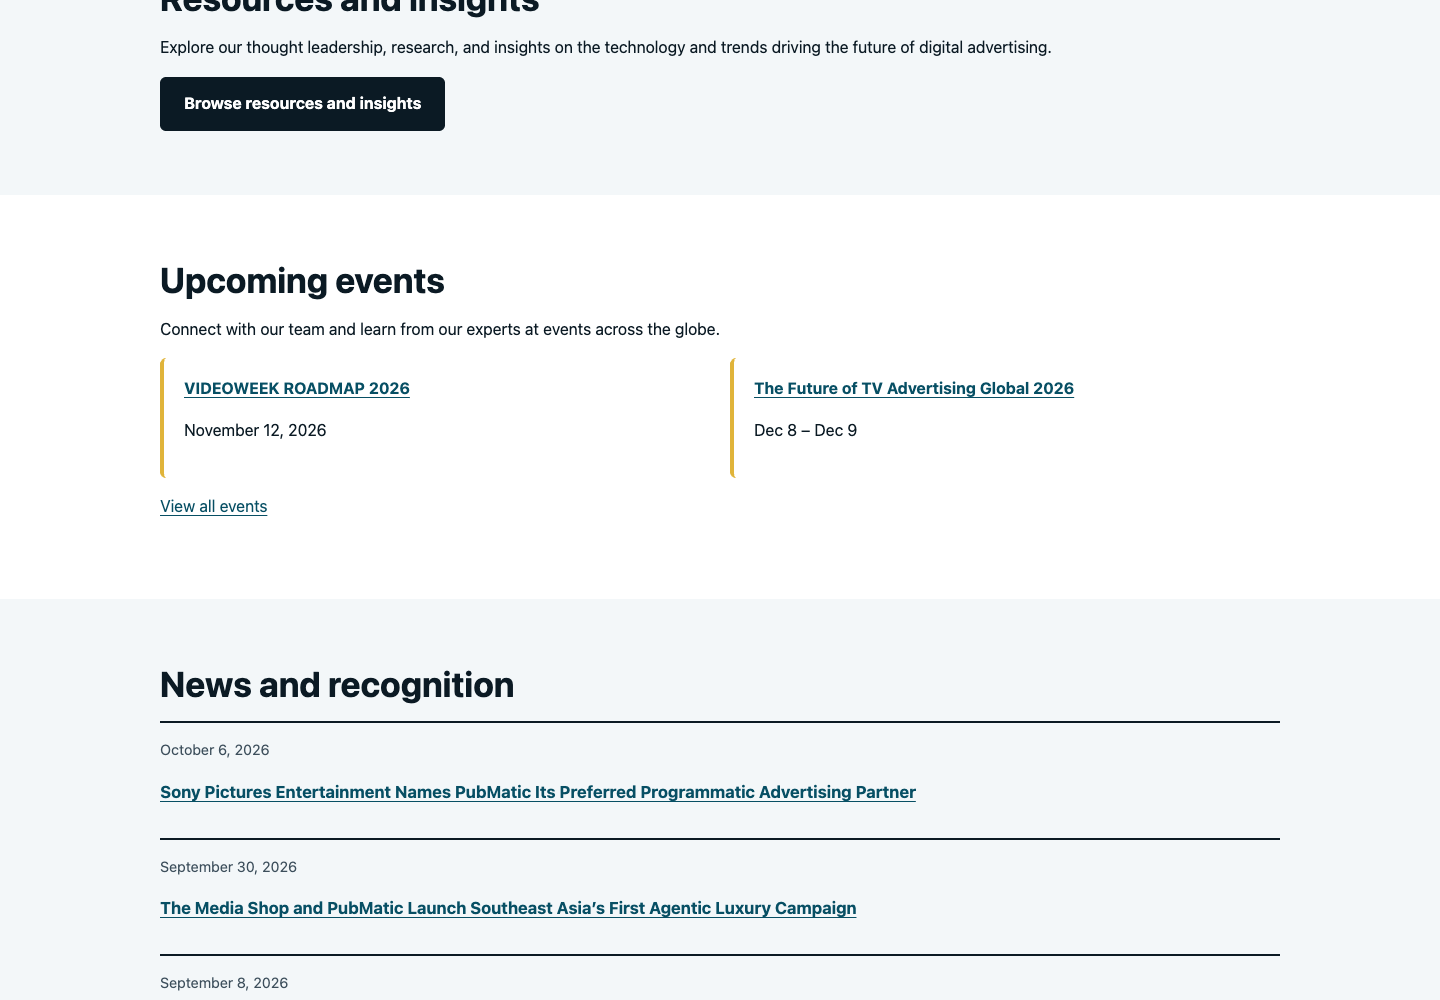 Resources and insights
Explore our thought leadership, research, and insights on the technology and trends driving the future of digital advertising.
Browse resources and insights
Upcoming events
Connect with our team and learn from our experts at events across the globe.
VIDEOWEEK ROADMAP 2026
November 12, 2026
The Future of TV Advertising Global 2026
Dec 8 – Dec 9
View all events
News and recognition
October 6, 2026
Sony Pictures Entertainment Names PubMatic Its Preferred Programmatic Advertising Partner
September 30, 2026
The Media Shop and PubMatic Launch Southeast Asia’s First Agentic Luxury Campaign
September 8, 2026